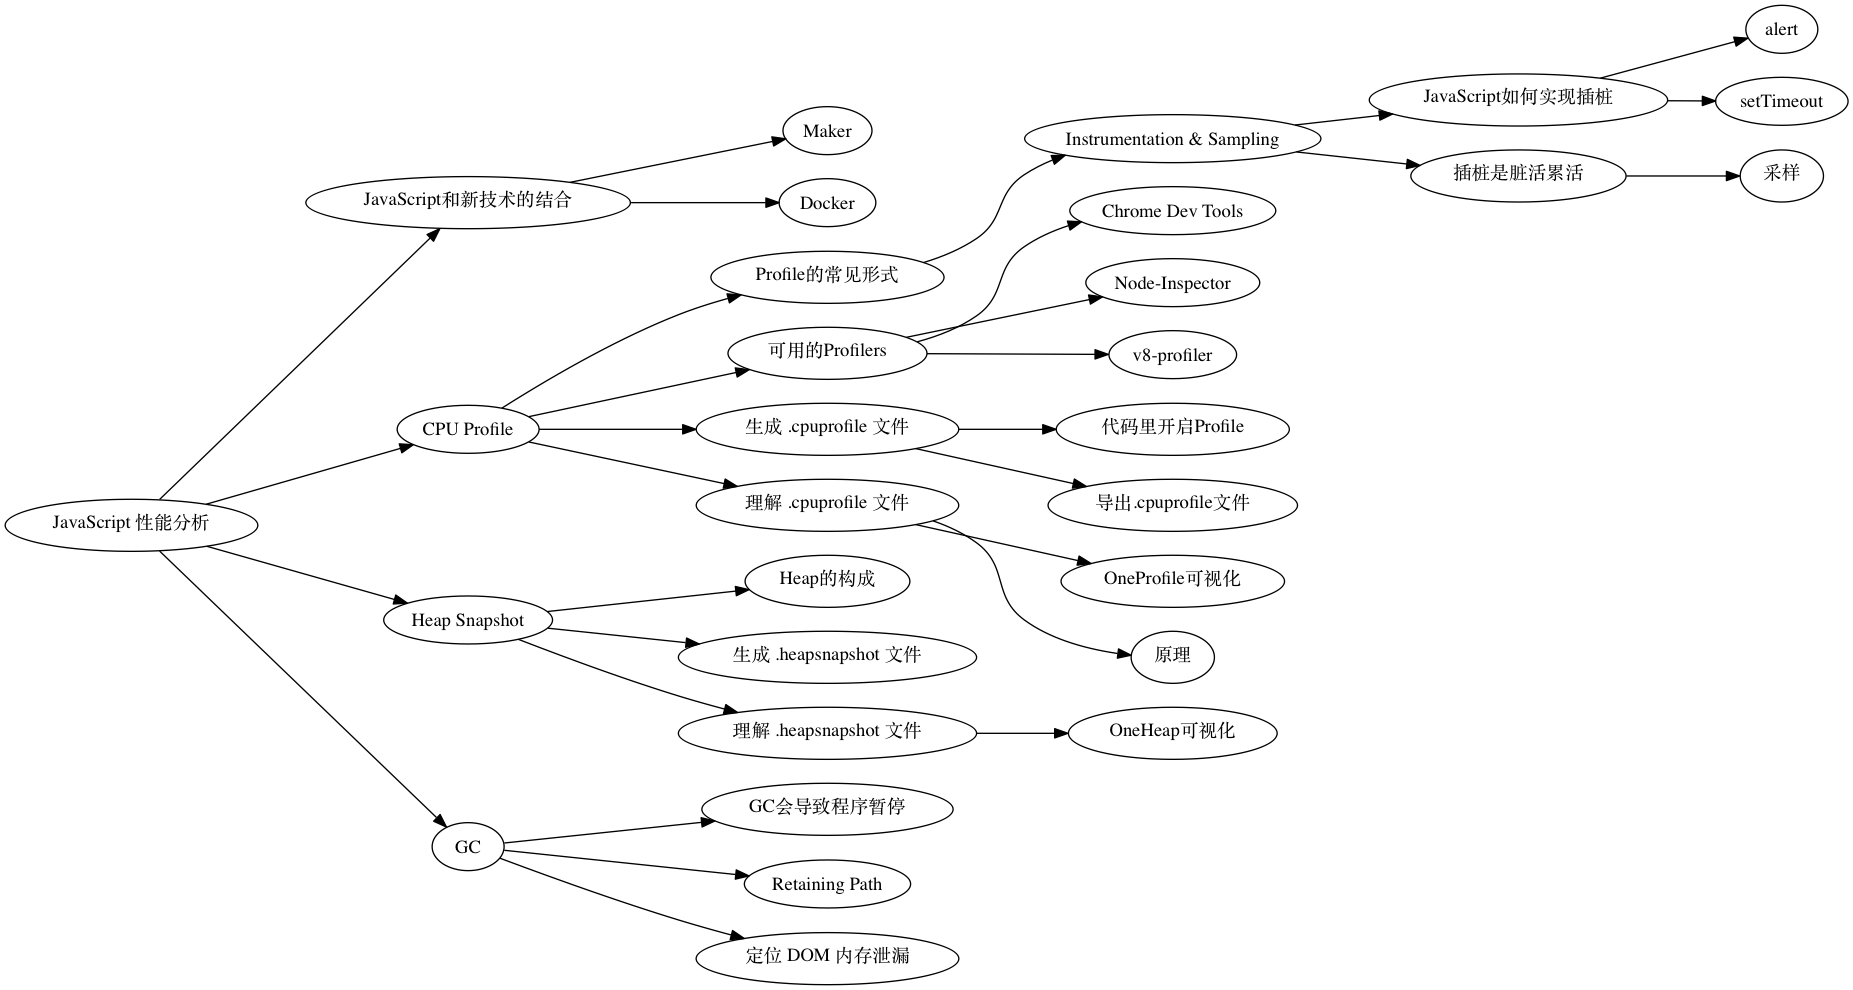 JavaScript 性能分析
JavaScript和新技术的结合
Maker
Docker
CPU Profile
Profile的常见形式
Instrumentation & Sampling
JavaScript如何实现插桩
alert
setTimeout
插桩是脏活累活
采样
可用的Profilers
Chrome Dev Tools
Node-Inspector
v8-profiler
生成 .cpuprofile 文件
代码里开启Profile
导出.cpuprofile文件
理解 .cpuprofile 文件
OneProfile可视化
原理
Heap Snapshot
Heap的构成
生成 .heapsnapshot 文件
理解 .heapsnapshot 文件
OneHeap可视化
GC
GC会导致程序暂停
Retaining Path
定位 DOM 内存泄漏